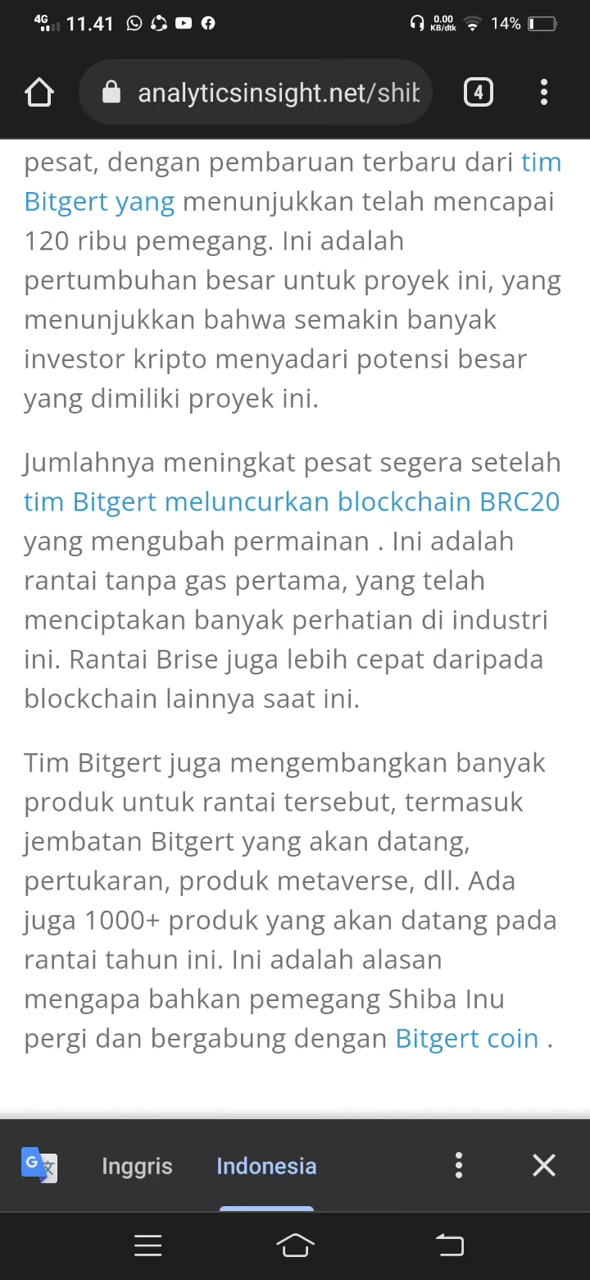 4G 11.41 0.00 KB/dtk 14%
analyticsinsight.net/shib 4
pesat, dengan pembaruan terbaru dari tim
Bitgert yang menunjukkan telah mencapai
120 ribu pemegang. Ini adalah
pertumbuhan besar untuk proyek ini, yang
menunjukkan bahwa semakin banyak
investor kripto menyadari potensi besar
yang dimiliki proyek ini.
Jumlahnya meningkat pesat segera setelah
tim Bitgert meluncurkan blockchain BRC20
yang mengubah permainan . Ini adalah
rantai tanpa gas pertama, yang telah
menciptakan banyak perhatian di industri
ini. Rantai Brise juga lebih cepat daripada
blockchain lainnya saat ini.
Tim Bitgert juga mengembangkan banyak
produk untuk rantai tersebut, termasuk
jembatan Bitgert yang akan datang,
pertukaran, produk metaverse, dll. Ada
juga 1000+ produk yang akan datang pada
rantai tahun ini. Ini adalah alasan
mengapa bahkan pemegang Shiba Inu
pergi dan bergabung dengan Bitgert coin .
G 文 Inggris Indonesia